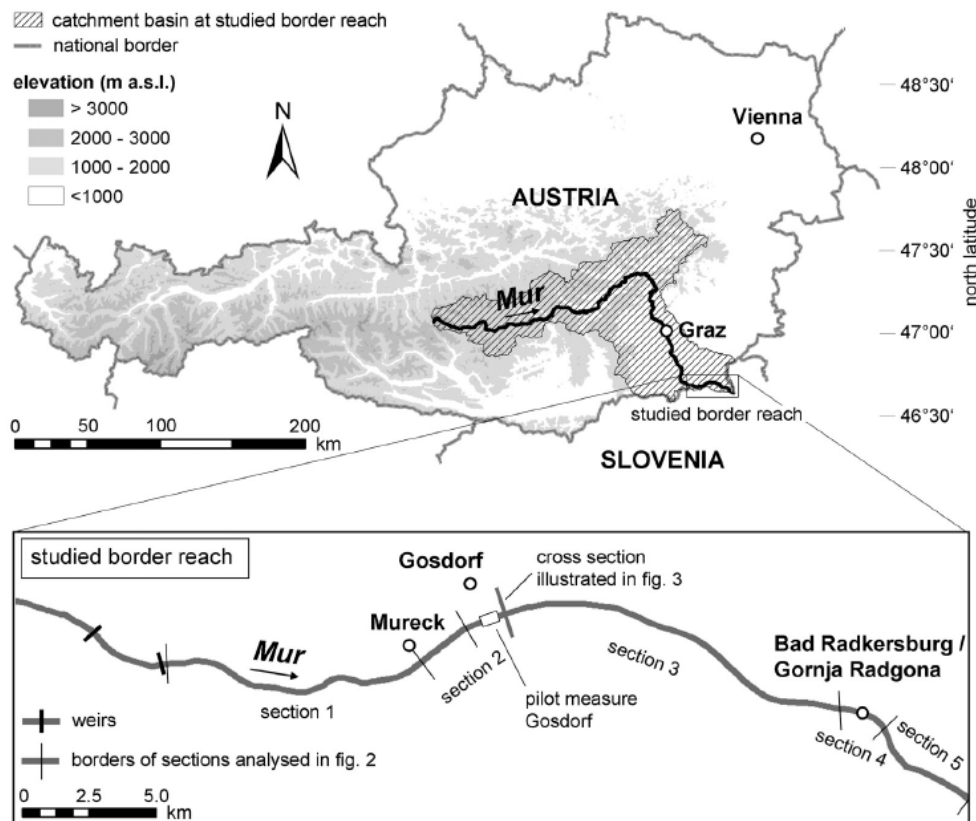 catchment basin at studied border reach
national border
elevation (m a.s.l.)
> 3000
2000 - 3000
1000 - 2000
<1000
N
Vienna
AUSTRIA
Mur
Graz
studied border reach
SLOVENIA
48°30'
48°00'
47°30'
47°00'
46°30'
north latitude
0 50 100 200
km
studied border reach
Gosdorf
cross section
illustrated in fig. 3
Mureck
Mur
section 1
section 2
pilot measure
Gosdorf
section 3
Bad Radkersburg /
Gornja Radgona
section 4
section 5
weirs
borders of sections analysed in fig. 2
0 2.5 5.0
km